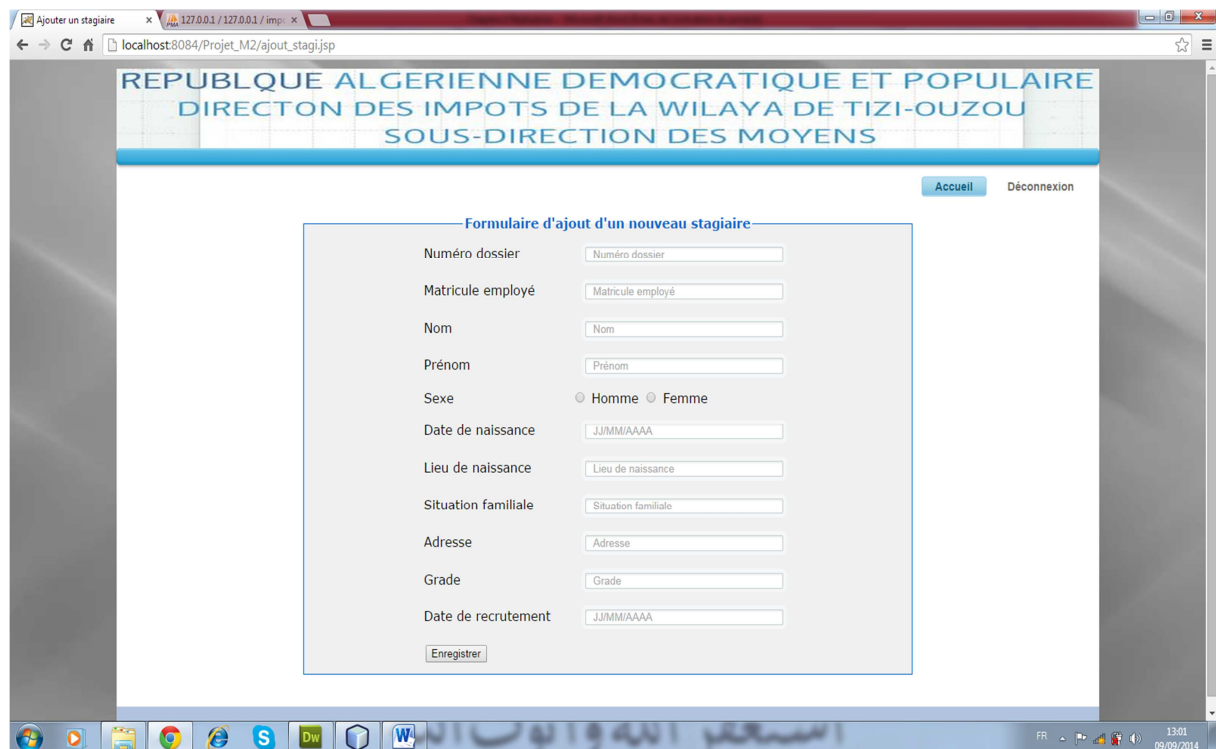 Ajouter un stagiaire
127.0.0.1 / 127.0.0.1 / impo
localhost:8084/Projet_M2/ajout_stagi.jsp
REPUBLQUE ALGERIENNE DEMOCRATIQUE ET POPULAIRE
DIRECTON DES IMPOTS DE LA WILAYA DE TIZI-OUZOU
SOUS-DIRECTION DES MOYENS
Accueil Déconnexion
Formulaire d'ajout d'un nouveau stagiaire
Numéro dossier Numéro dossier
Matricule employé Matricule employé
Nom Nom
Prénom Prénom
Sexe Homme Femme
Date de naissance JJ/MM/AAAA
Lieu de naissance Lieu de naissance
Situation familiale Situation familiale
Adresse Adresse
Grade Grade
Date de recrutement JJ/MM/AAAA
Enregistrer
Dw
FR
13:01
09/09/2014